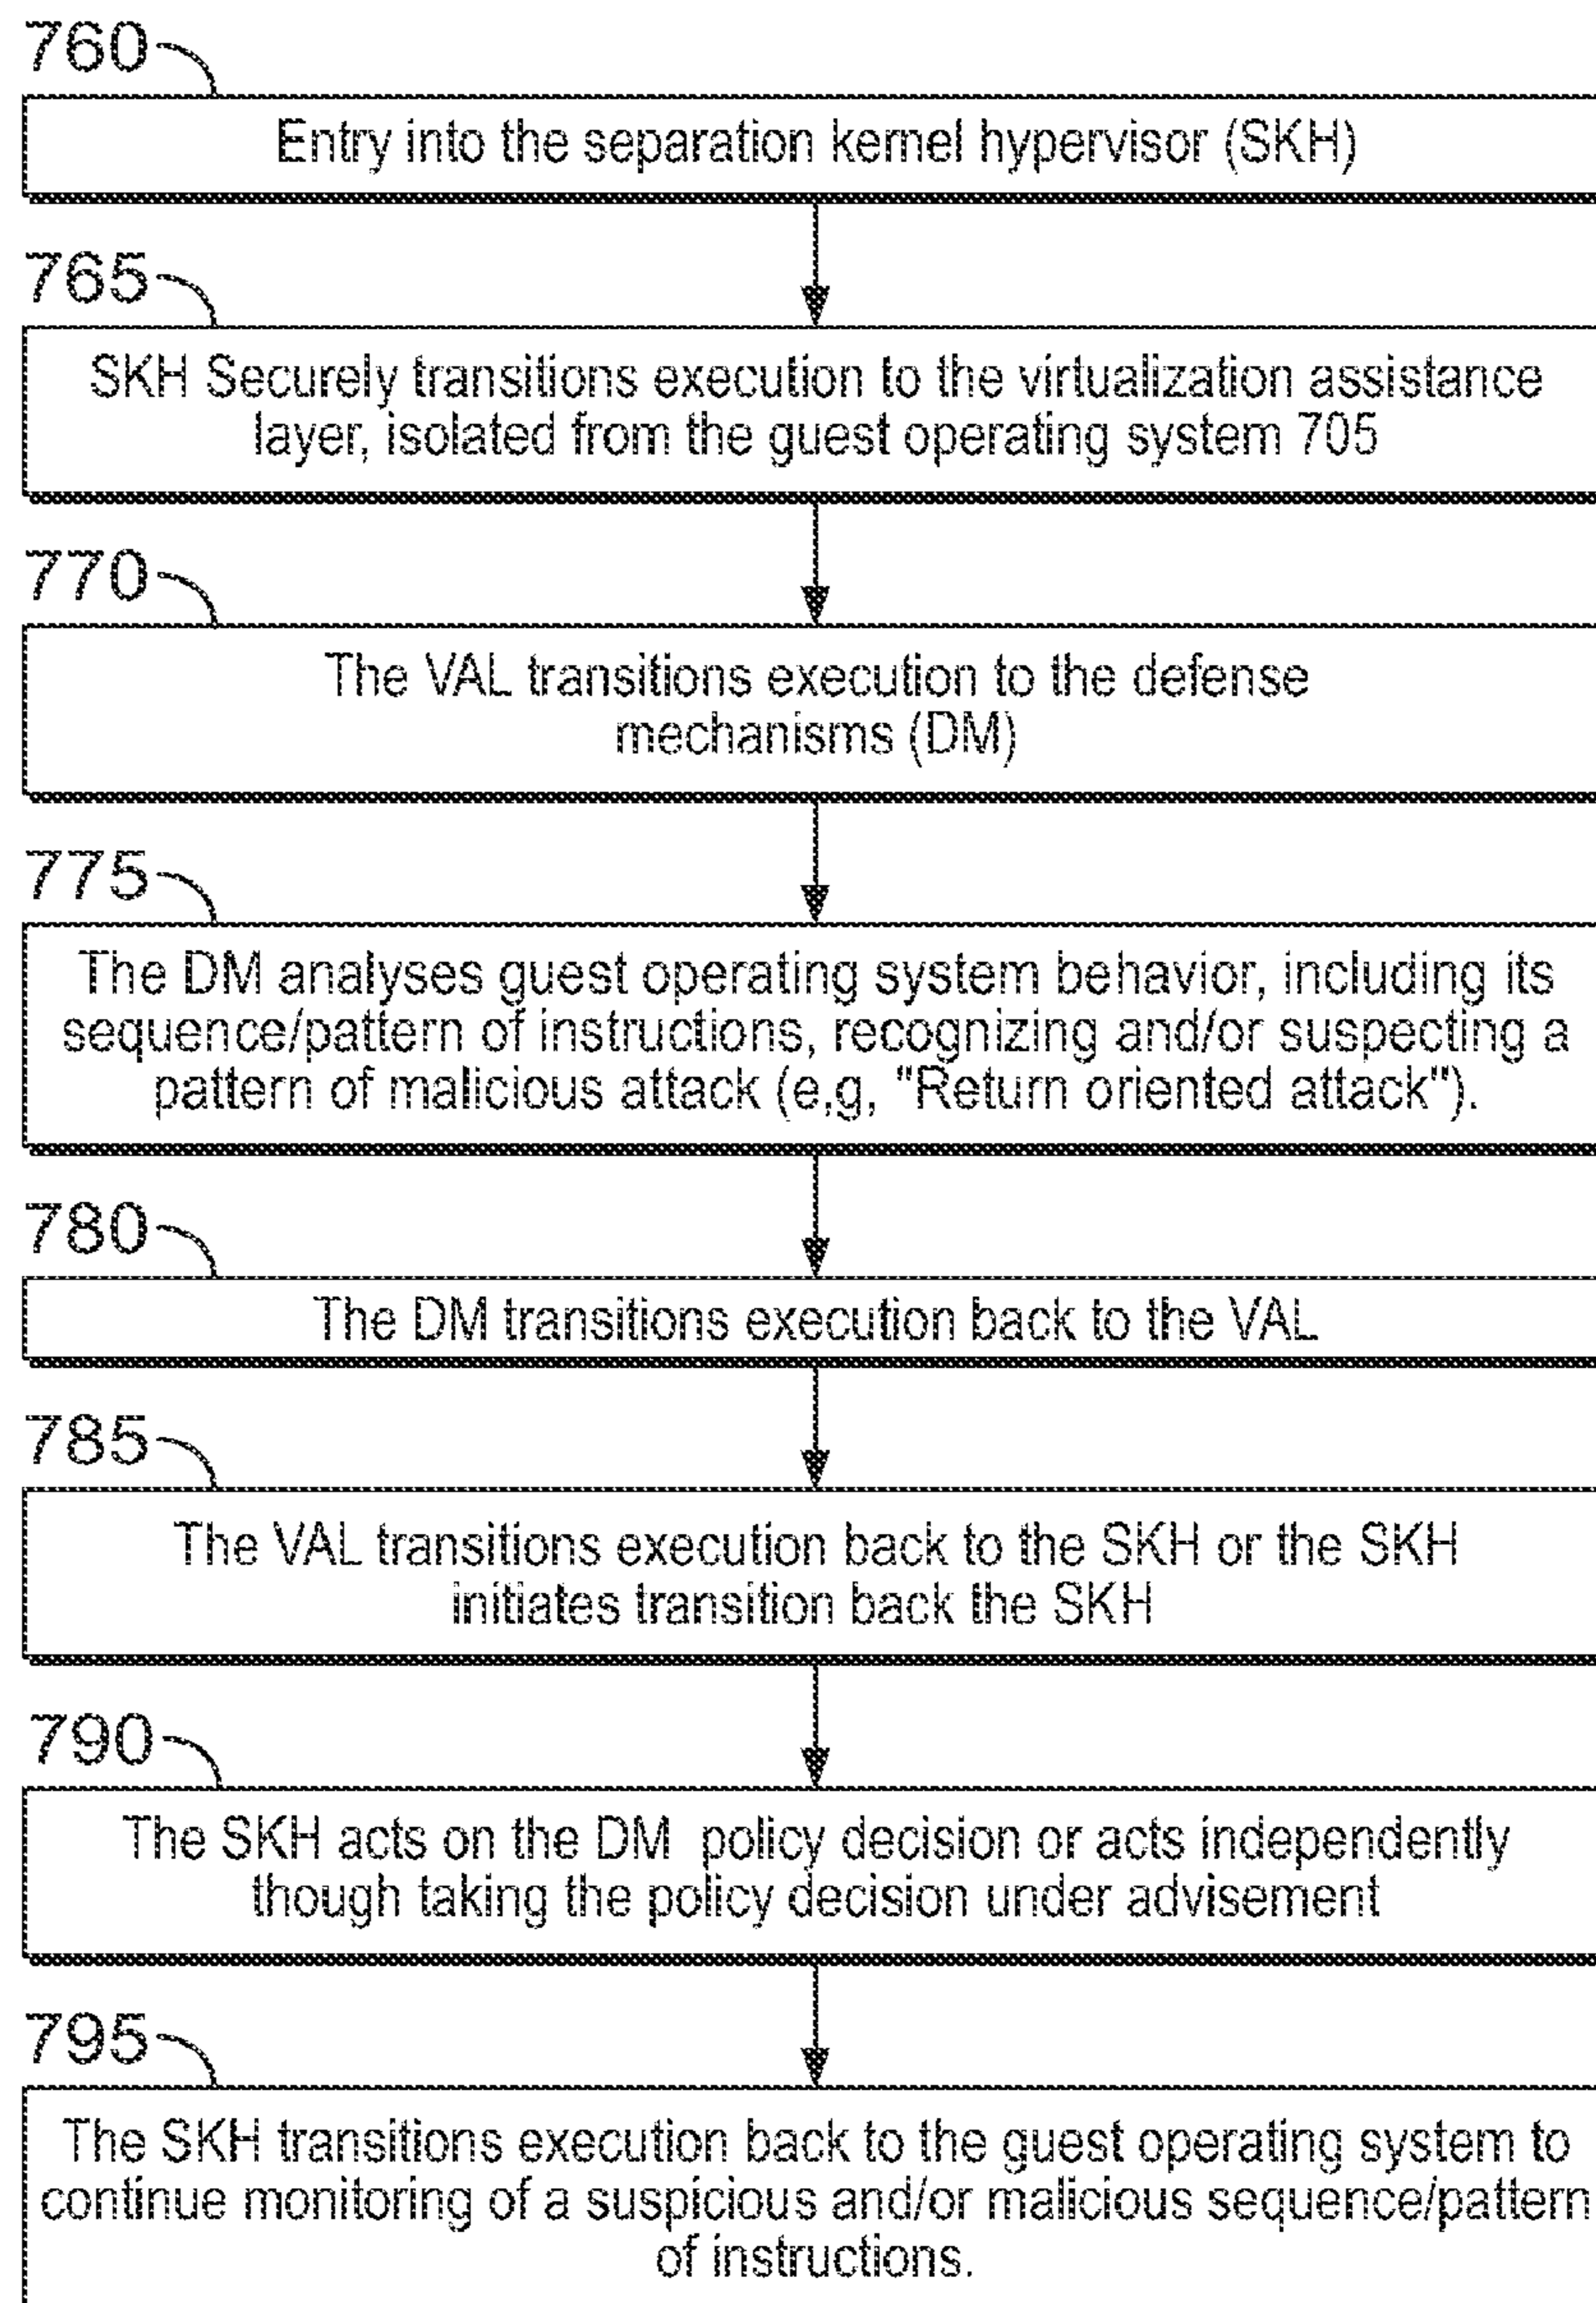 760
Entry into the separation kernel hypervisor (SKH)
765
SKH Securely transitions execution to the virtualization assistance
layer, isolated from the guest operating system 705
770
The VAL transitions execution to the defense
mechanisms (DM)
775
The DM analyses guest operating system behavior, including its
sequence/pattern of instructions, recognizing and/or suspecting a
pattern of malicious attack (e,g, "Return oriented attack").
780
The DM transitions execution back to the VAL
785
The VAL transitions execution back to the SKH or the SKH
initiates transition back the SKH
790
The SKH acts on the DM policy decision or acts independently
though taking the policy decision under advisement
795
The SKH transitions execution back to the guest operating system to
continue monitoring of a suspicious and/or malicious sequence/pattern
of instructions.